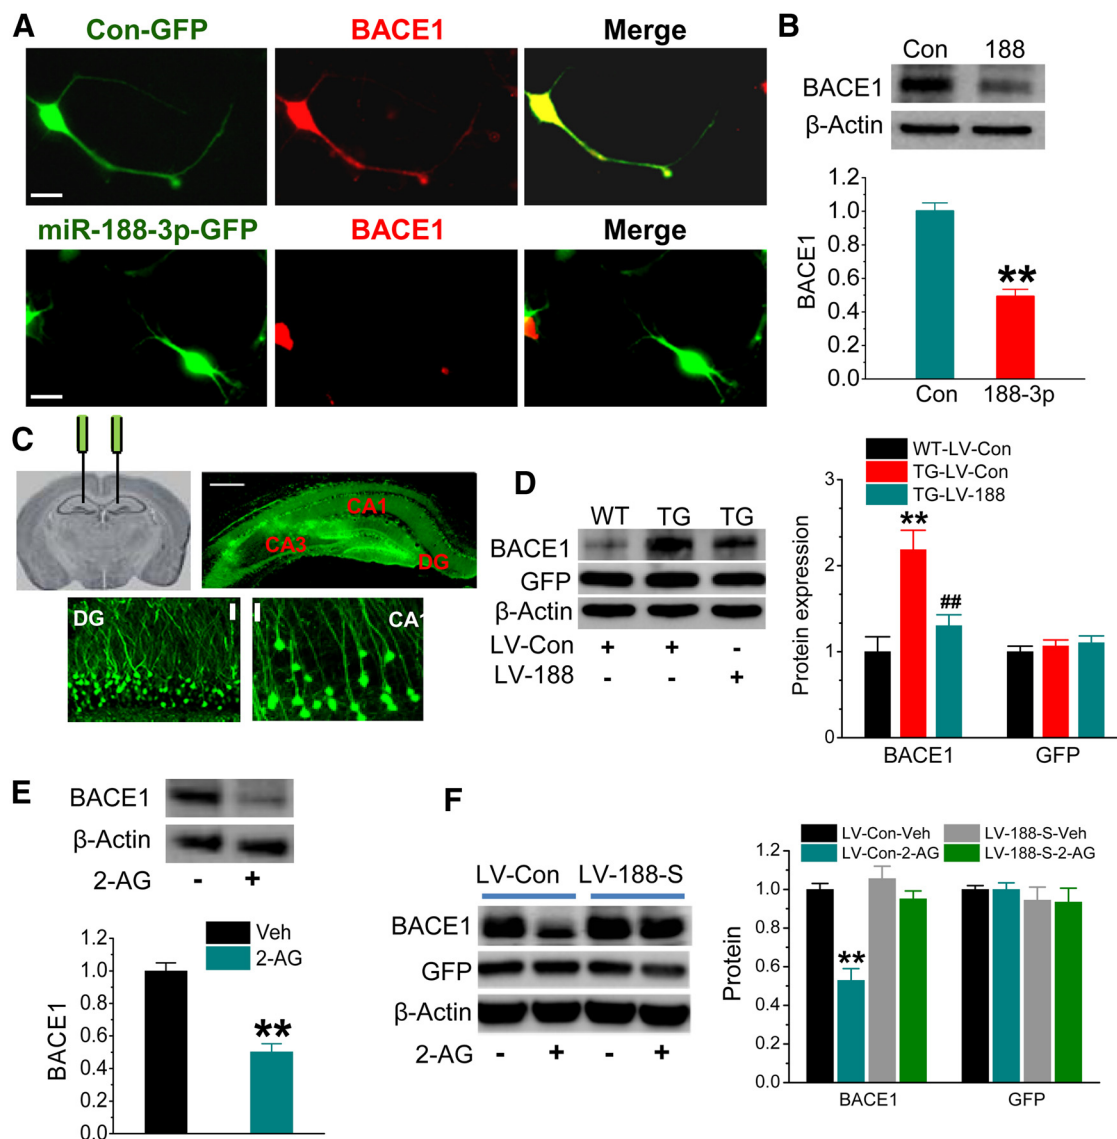 A
Con-GFP BACE1 Merge
miR-188-3p-GFP BACE1 Merge
B
Con 188
BACE1
β-Actin
1.2
1.0
0.8
0.6
0.4
0.2
0.0
BACE1
**
Con 188-3p
C
CA1
CA3
DG
DG
CA1
D
WT TG TG
BACE1
GFP
β-Actin
LV-Con + + -
LV-188 - - +
WT-LV-Con
TG-LV-Con
TG-LV-188
3
2
1
0
Protein expression
**
##
BACE1 GFP
E
BACE1
β-Actin
2-AG - +
Veh
2-AG
1.2
1.0
0.8
0.6
0.4
0.2
0.0
BACE1
**
F
LV-Con LV-188-S
BACE1
GFP
β-Actin
2-AG - + - +
LV-Con-Veh LV-188-S-Veh
LV-Con-2-AG LV-188-S-2-AG
1.2
1.0
0.8
0.6
0.4
0.2
0.0
Protein
**
BACE1 GFP